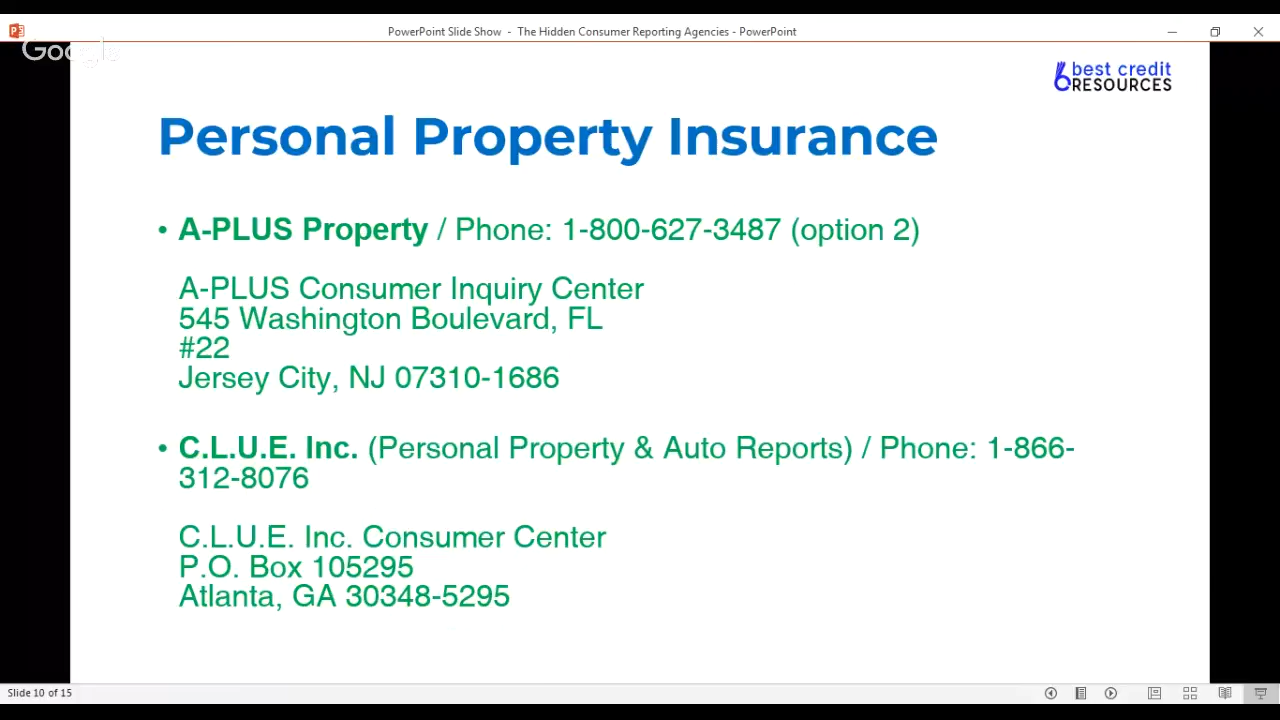 PowerPoint Slide Show - The Hidden Consumer Reporting Agencies - PowerPoint
Google
best credit
RESOURCES
Personal Property Insurance
• A-PLUS Property / Phone: 1-800-627-3487 (option 2)
A-PLUS Consumer Inquiry Center
545 Washington Boulevard, FL
#22
Jersey City, NJ 07310-1686
• C.L.U.E. Inc. (Personal Property & Auto Reports) / Phone: 1-866-
312-8076
C.L.U.E. Inc. Consumer Center
P.O. Box 105295
Atlanta, GA 30348-5295
Slide 10 of 15